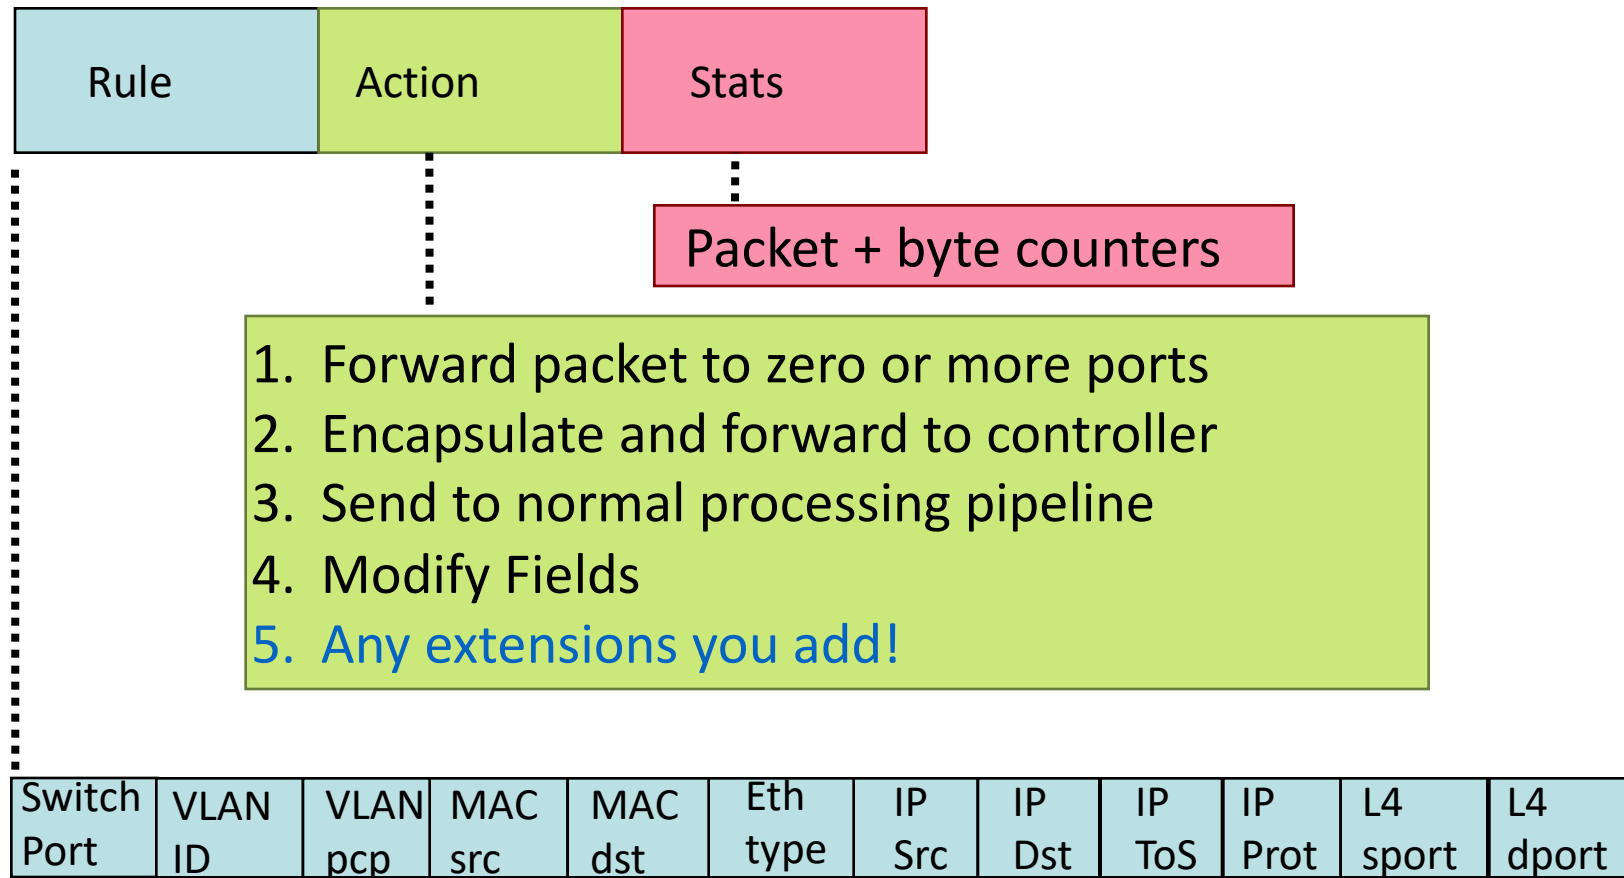 Rule Action Stats
Packet + byte counters
1. Forward packet to zero or more ports
2. Encapsulate and forward to controller
3. Send to normal processing pipeline
4. Modify Fields
5. Any extensions you add!
Switch Port
VLAN ID
VLAN pcp
MAC src
MAC dst
Eth type
IP Src
IP Dst
IP ToS
IP Prot
L4 sport
L4 dport